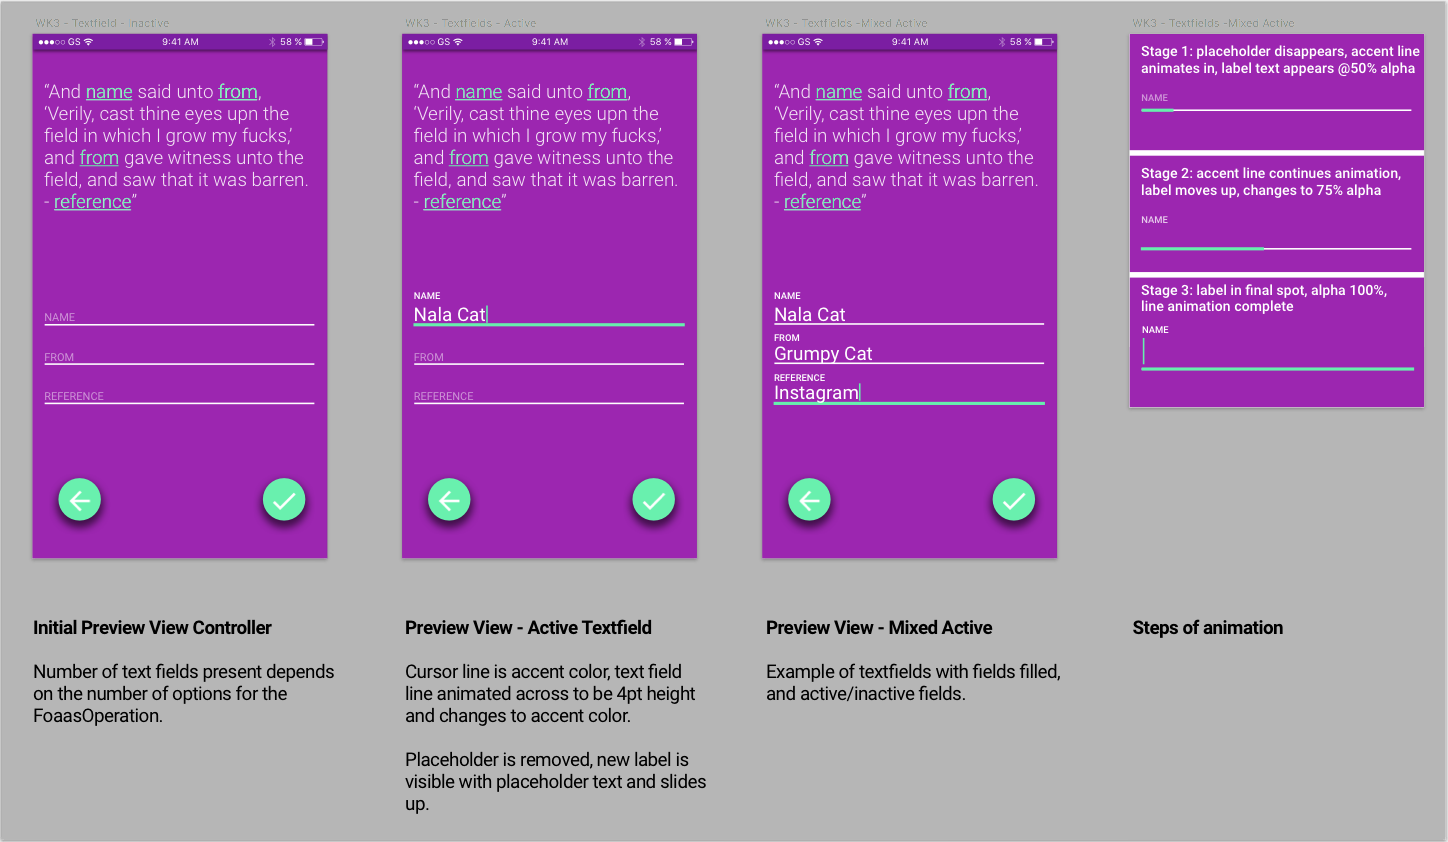 WK3 - Textfield - Inactive
GS 9:41 AM 58 %
“And name said unto from,
‘Verily, cast thine eyes upn the
field in which I grow my fucks,’
and from gave witness unto the
field, and saw that it was barren.
- reference”
NAME
FROM
REFERENCE
Initial Preview View Controller
Number of text fields present depends
on the number of options for the
FoaasOperation.
WK3 - Textfields - Active
GS 9:41 AM 58 %
“And name said unto from,
‘Verily, cast thine eyes upn the
field in which I grow my fucks,’
and from gave witness unto the
field, and saw that it was barren.
- reference”
NAME
Nala Cat
FROM
REFERENCE
Preview View - Active Textfield
Cursor line is accent color, text field
line animated across to be 4pt height
and changes to accent color.
Placeholder is removed, new label is
visible with placeholder text and slides
up.
WK3 - Textfields -Mixed Active
GS 9:41 AM 58 %
“And name said unto from,
‘Verily, cast thine eyes upn the
field in which I grow my fucks,’
and from gave witness unto the
field, and saw that it was barren.
- reference”
NAME
Nala Cat
FROM
Grumpy Cat
REFERENCE
Instagram
Preview View - Mixed Active
Example of textfields with fields filled,
and active/inactive fields.
WK3 - Textfields -Mixed Active
Stage 1: placeholder disappears, accent line
animates in, label text appears @50% alpha
NAME
Stage 2: accent line continues animation,
label moves up, changes to 75% alpha
NAME
Stage 3: label in final spot, alpha 100%,
line animation complete
NAME
Steps of animation